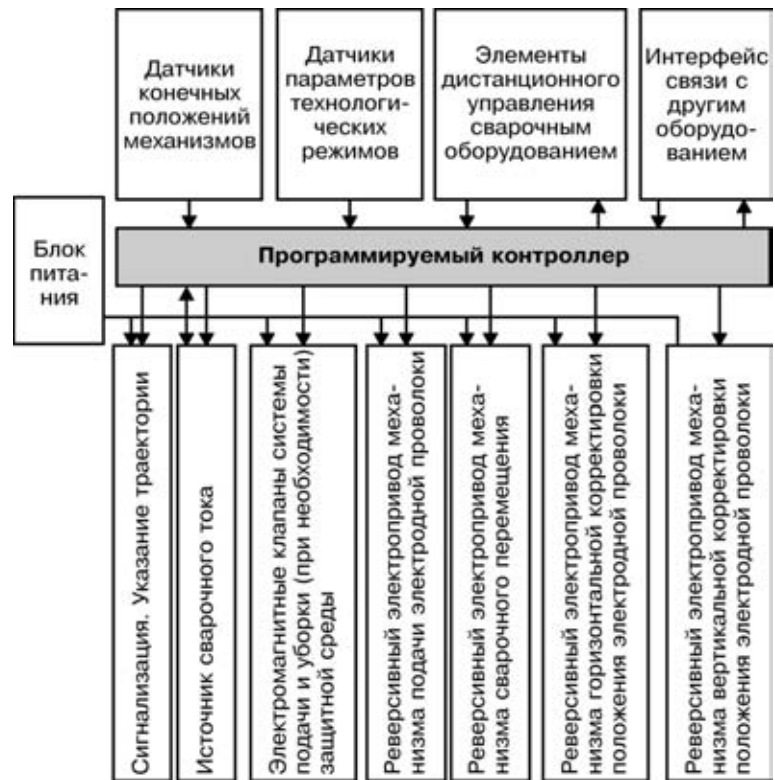 Датчики
конечных
положений
механизмов
Датчики
параметров
технологи-
ческих
режимов
Элементы
дистанционного
управления
сварочным
оборудованием
Интерфейс
связи с
другим
оборудо-
ванием
Блок
пита-
ния
Программируемый контроллер
Сигнализация. Указание траектории
Источник сварочного тока
Электромагнитные клапаны системы
подачи и уборки (при необходимости)
защитной среды
Реверсивный электропривод меха-
низма подачи электродной проволоки
Реверсивный электропривод меха-
низма сварочного перемещения
Реверсивный электропривод меха-
низма горизонтальной корректировки
положения электродной проволоки
Реверсивный электропривод меха-
низма вертикальной корректировки
положения электродной проволоки